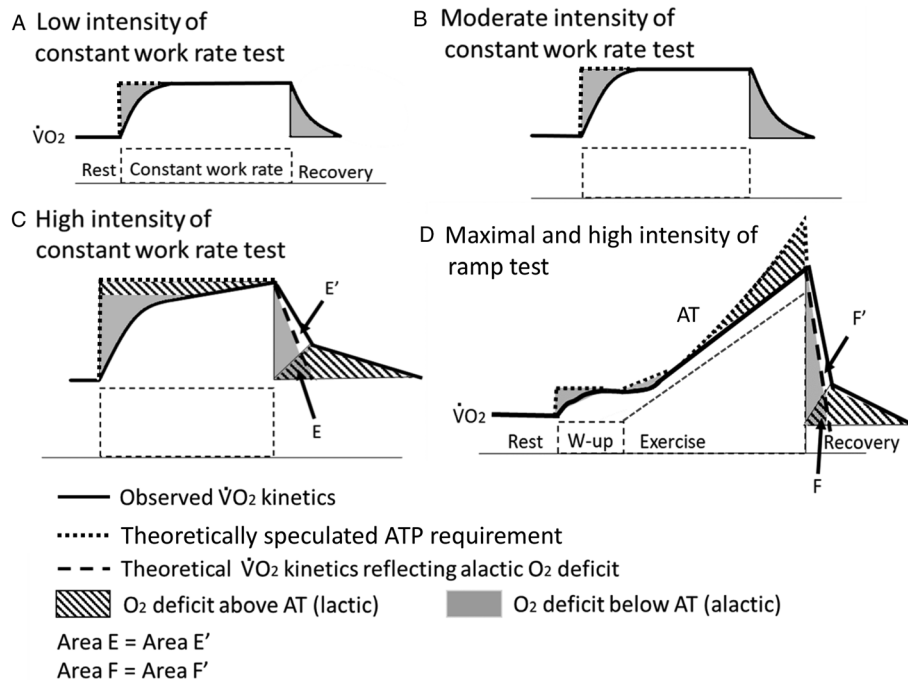 A Low intensity of
constant work rate test
V̇O2
Rest Constant work rate Recovery
B Moderate intensity of
constant work rate test
C High intensity of
constant work rate test
E'
E
D Maximal and high intensity of
ramp test
AT
F'
V̇O2
Rest W-up Exercise Recovery
F
Observed V̇O2 kinetics
Theoretically speculated ATP requirement
Theoretical V̇O2 kinetics reflecting alactic O2 deficit
O2 deficit above AT (lactic) O2 deficit below AT (alactic)
Area E = Area E'
Area F = Area F'